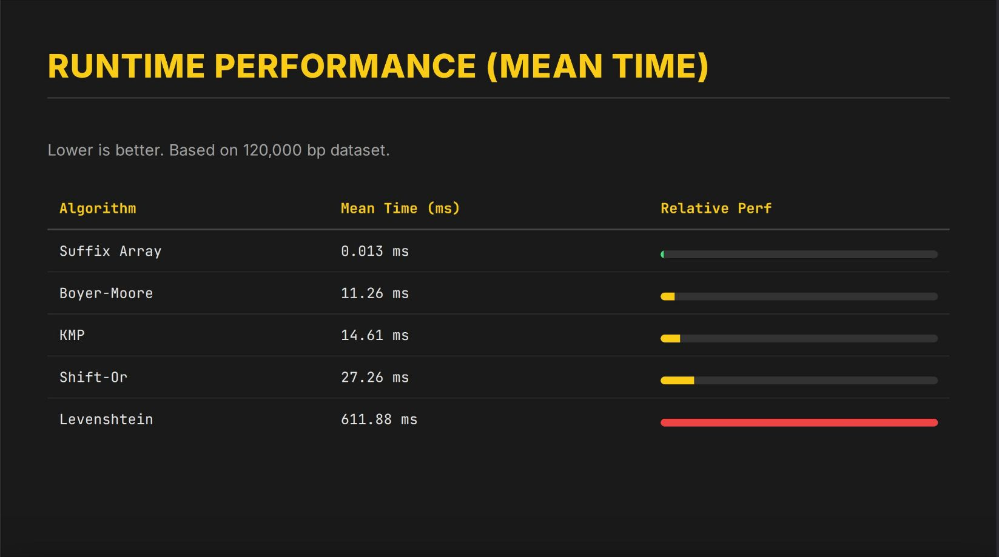 RUNTIME PERFORMANCE (MEAN TIME)
Lower is better. Based on 120,000 bp dataset.
Algorithm Mean Time (ms) Relative Perf
Suffix Array 0.013 ms
Boyer-Moore 11.26 ms
KMP 14.61 ms
Shift-Or 27.26 ms
Levenshtein 611.88 ms